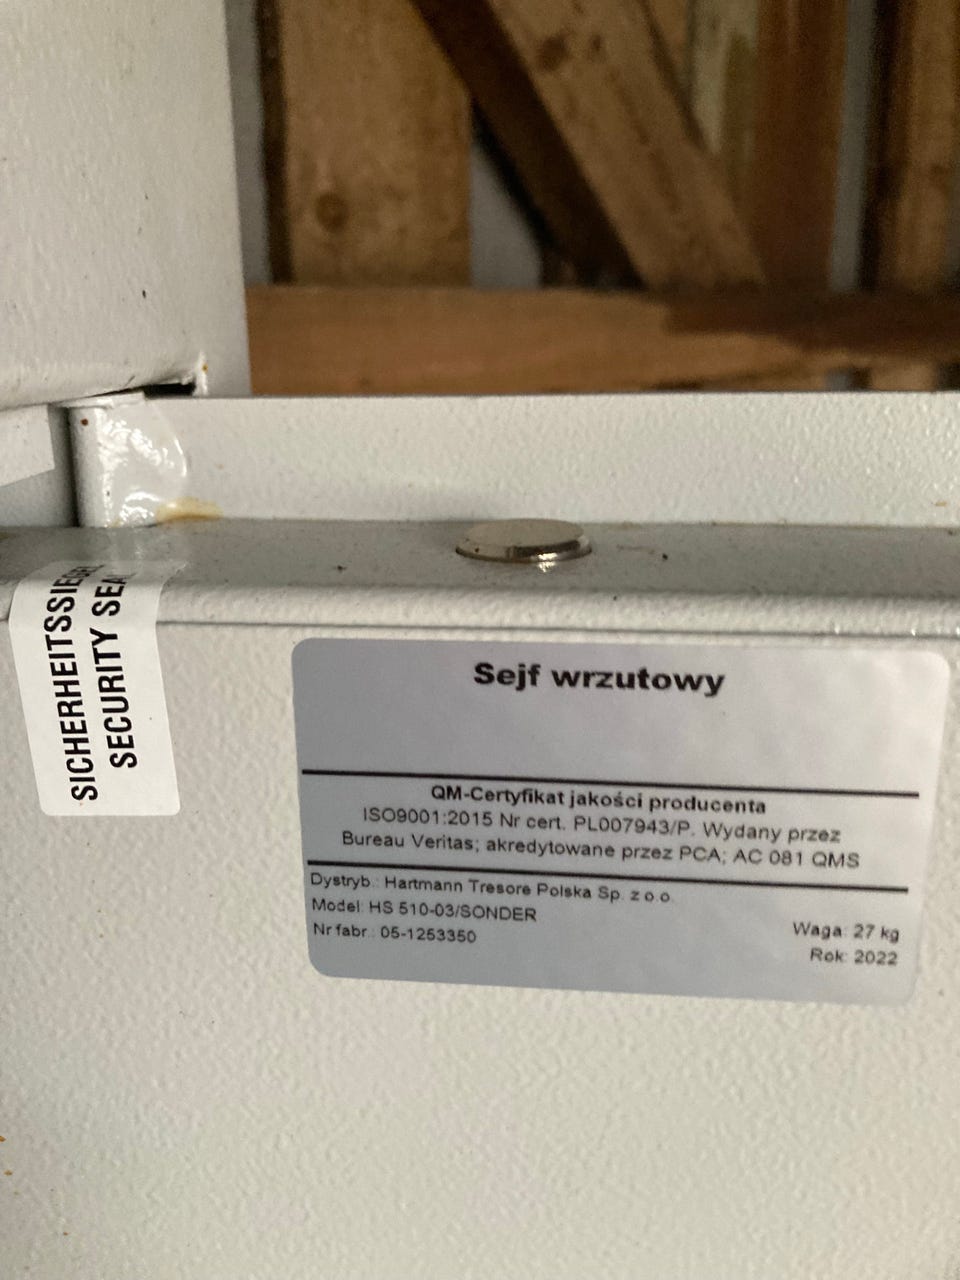 SICHERHEITSSIEGEL
SECURITY SEAL
Sejf wrzutowy
QM-Certyfikat jakości producenta
ISO9001:2015 Nr cert. PL007943/P. Wydany przez
Bureau Veritas; akredytowane przez PCA; AC 081 QMS
Dystryb.: Hartmann Tresore Polska Sp. z o.o.
Model: HS 510-03/SONDER
Nr fabr.: 05-1253350
Waga: 27 kg
Rok: 2022